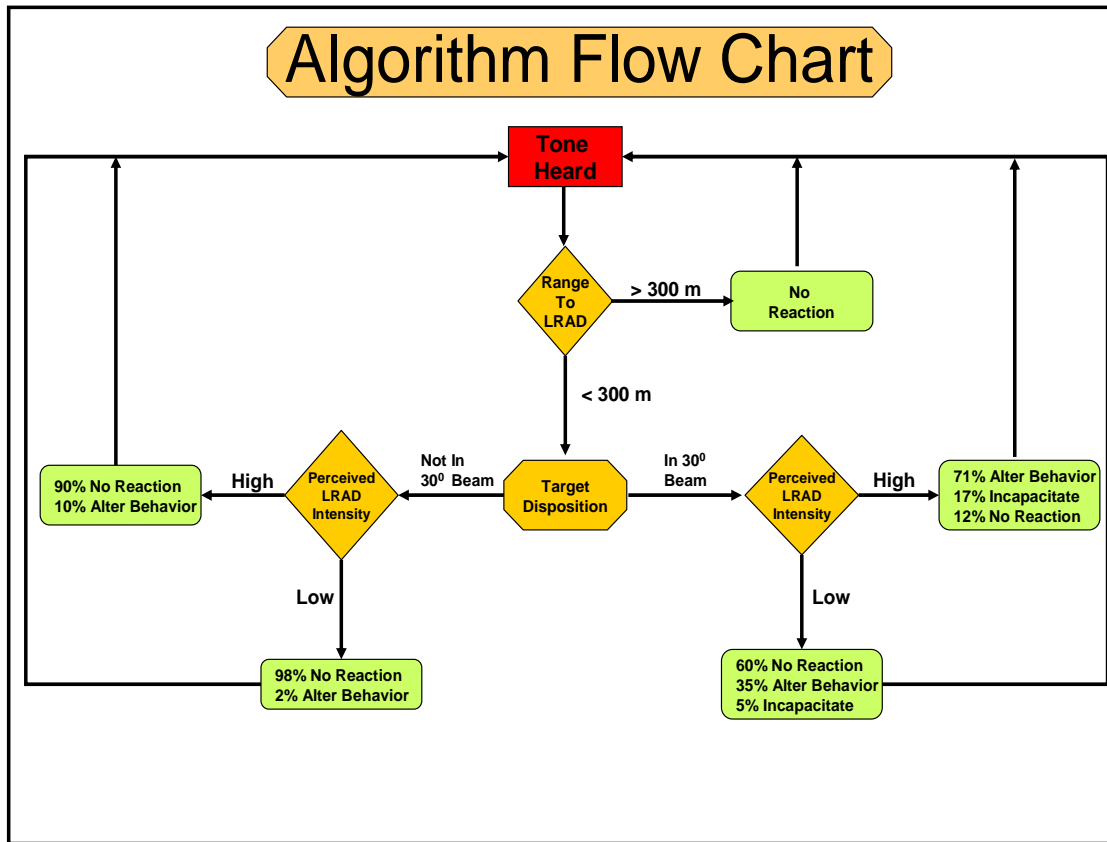 Algorithm Flow Chart
Tone
Heard
Range
To
LRAD
> 300 m
No
Reaction
< 300 m
90% No Reaction
10% Alter Behavior
High
Perceived
LRAD
Intensity
Not In
30⁰ Beam
Target
Disposition
In 30⁰
Beam
Perceived
LRAD
Intensity
High
71% Alter Behavior
17% Incapacitate
12% No Reaction
Low
98% No Reaction
2% Alter Behavior
Low
60% No Reaction
35% Alter Behavior
5% Incapacitate